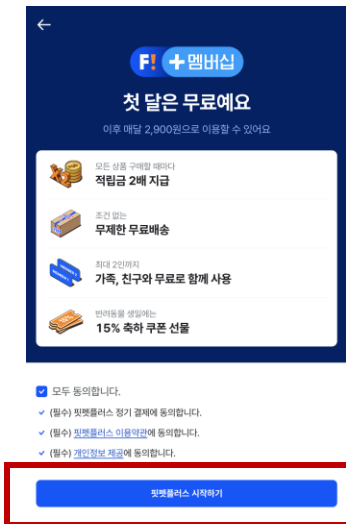 F! +멤버십
첫 달은 무료예요
이후 매달 2,900원으로 이용할 수 있어요
모든 상품 구매할 때마다
적립금 2배 지급
조건 없는
무제한 무료배송
최대 2인까지
가족, 친구와 무료로 함께 사용
반려동물 생일에는
15% 축하 쿠폰 선물
모두 동의합니다.
(필수) 핏펫플러스 정기 결제에 동의합니다.
(필수) 핏펫플러스 이용약관에 동의합니다.
(필수) 개인정보 제공에 동의합니다.
핏펫플러스 시작하기